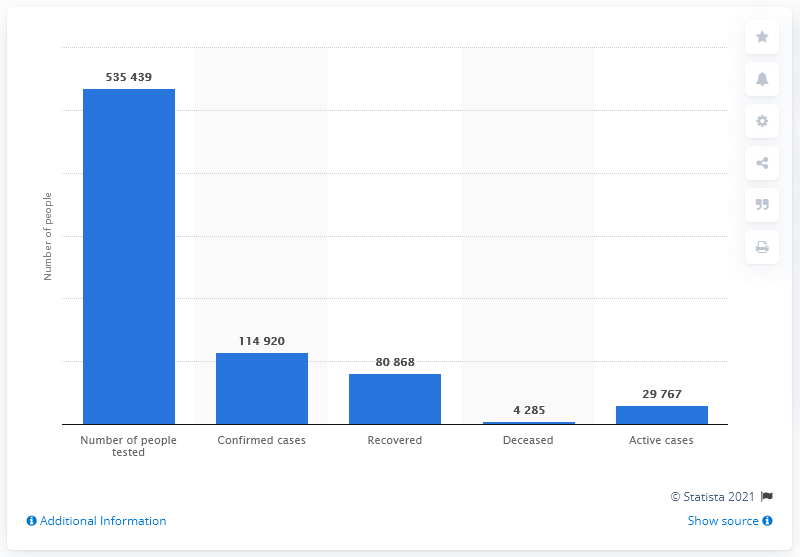 Number of people
535 439
114 920
80 868
4 285
29 767
Number of people
tested
Confirmed cases
Recovered
Deceased
Active cases
© Statista 2021
Additional Information
Show source